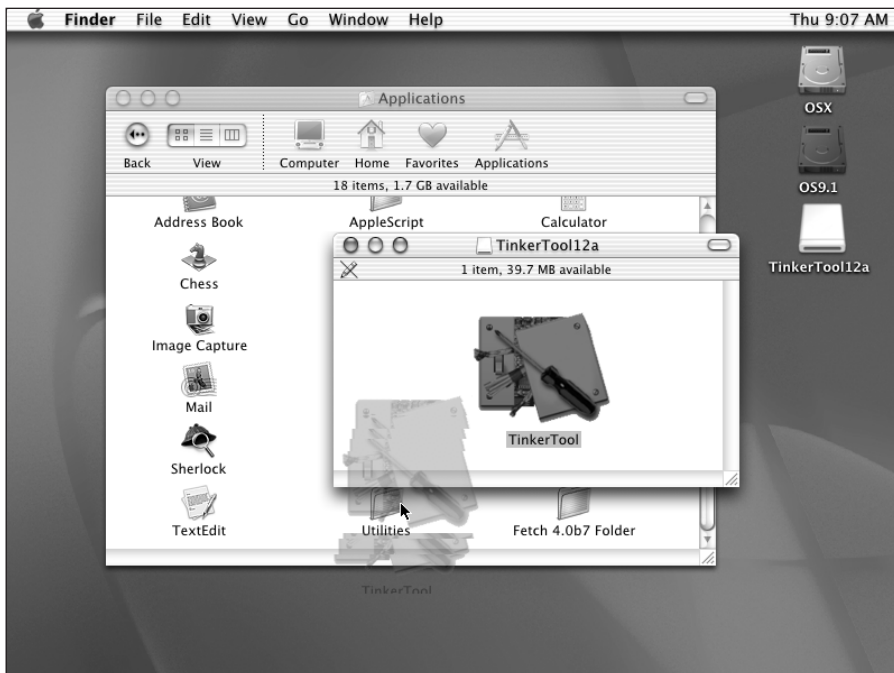 Finder File Edit View Go Window Help Thu 9:07 AM
OSX
OS9.1
TinkerTool12a
Applications
Back View Computer Home Favorites Applications
18 items, 1.7 GB available
Address Book AppleScript Calculator
Chess
Image Capture
Mail
Sherlock
TextEdit Utilities Fetch 4.0b7 Folder
TinkerTool12a
1 item, 39.7 MB available
TinkerTool
TinkerTool